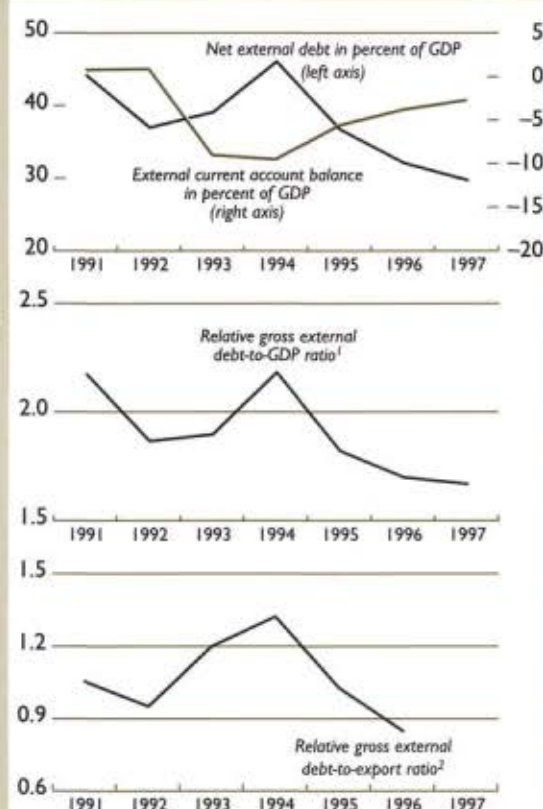 50
5
Net external debt in percent of GDP
(left axis)
0
40
–5
–10
30
External current account balance
in percent of GDP
(right axis)
–15
20
–20
1991 1992 1993 1994 1995 1996 1997
2.5
Relative gross external
debt-to-GDP ratio¹
2.0
1.5
1991 1992 1993 1994 1995 1996 1997
1.5
1.2
0.9
Relative gross external
debt-to-export ratio²
0.6
1991 1992 1993 1994 1995 1996 1997